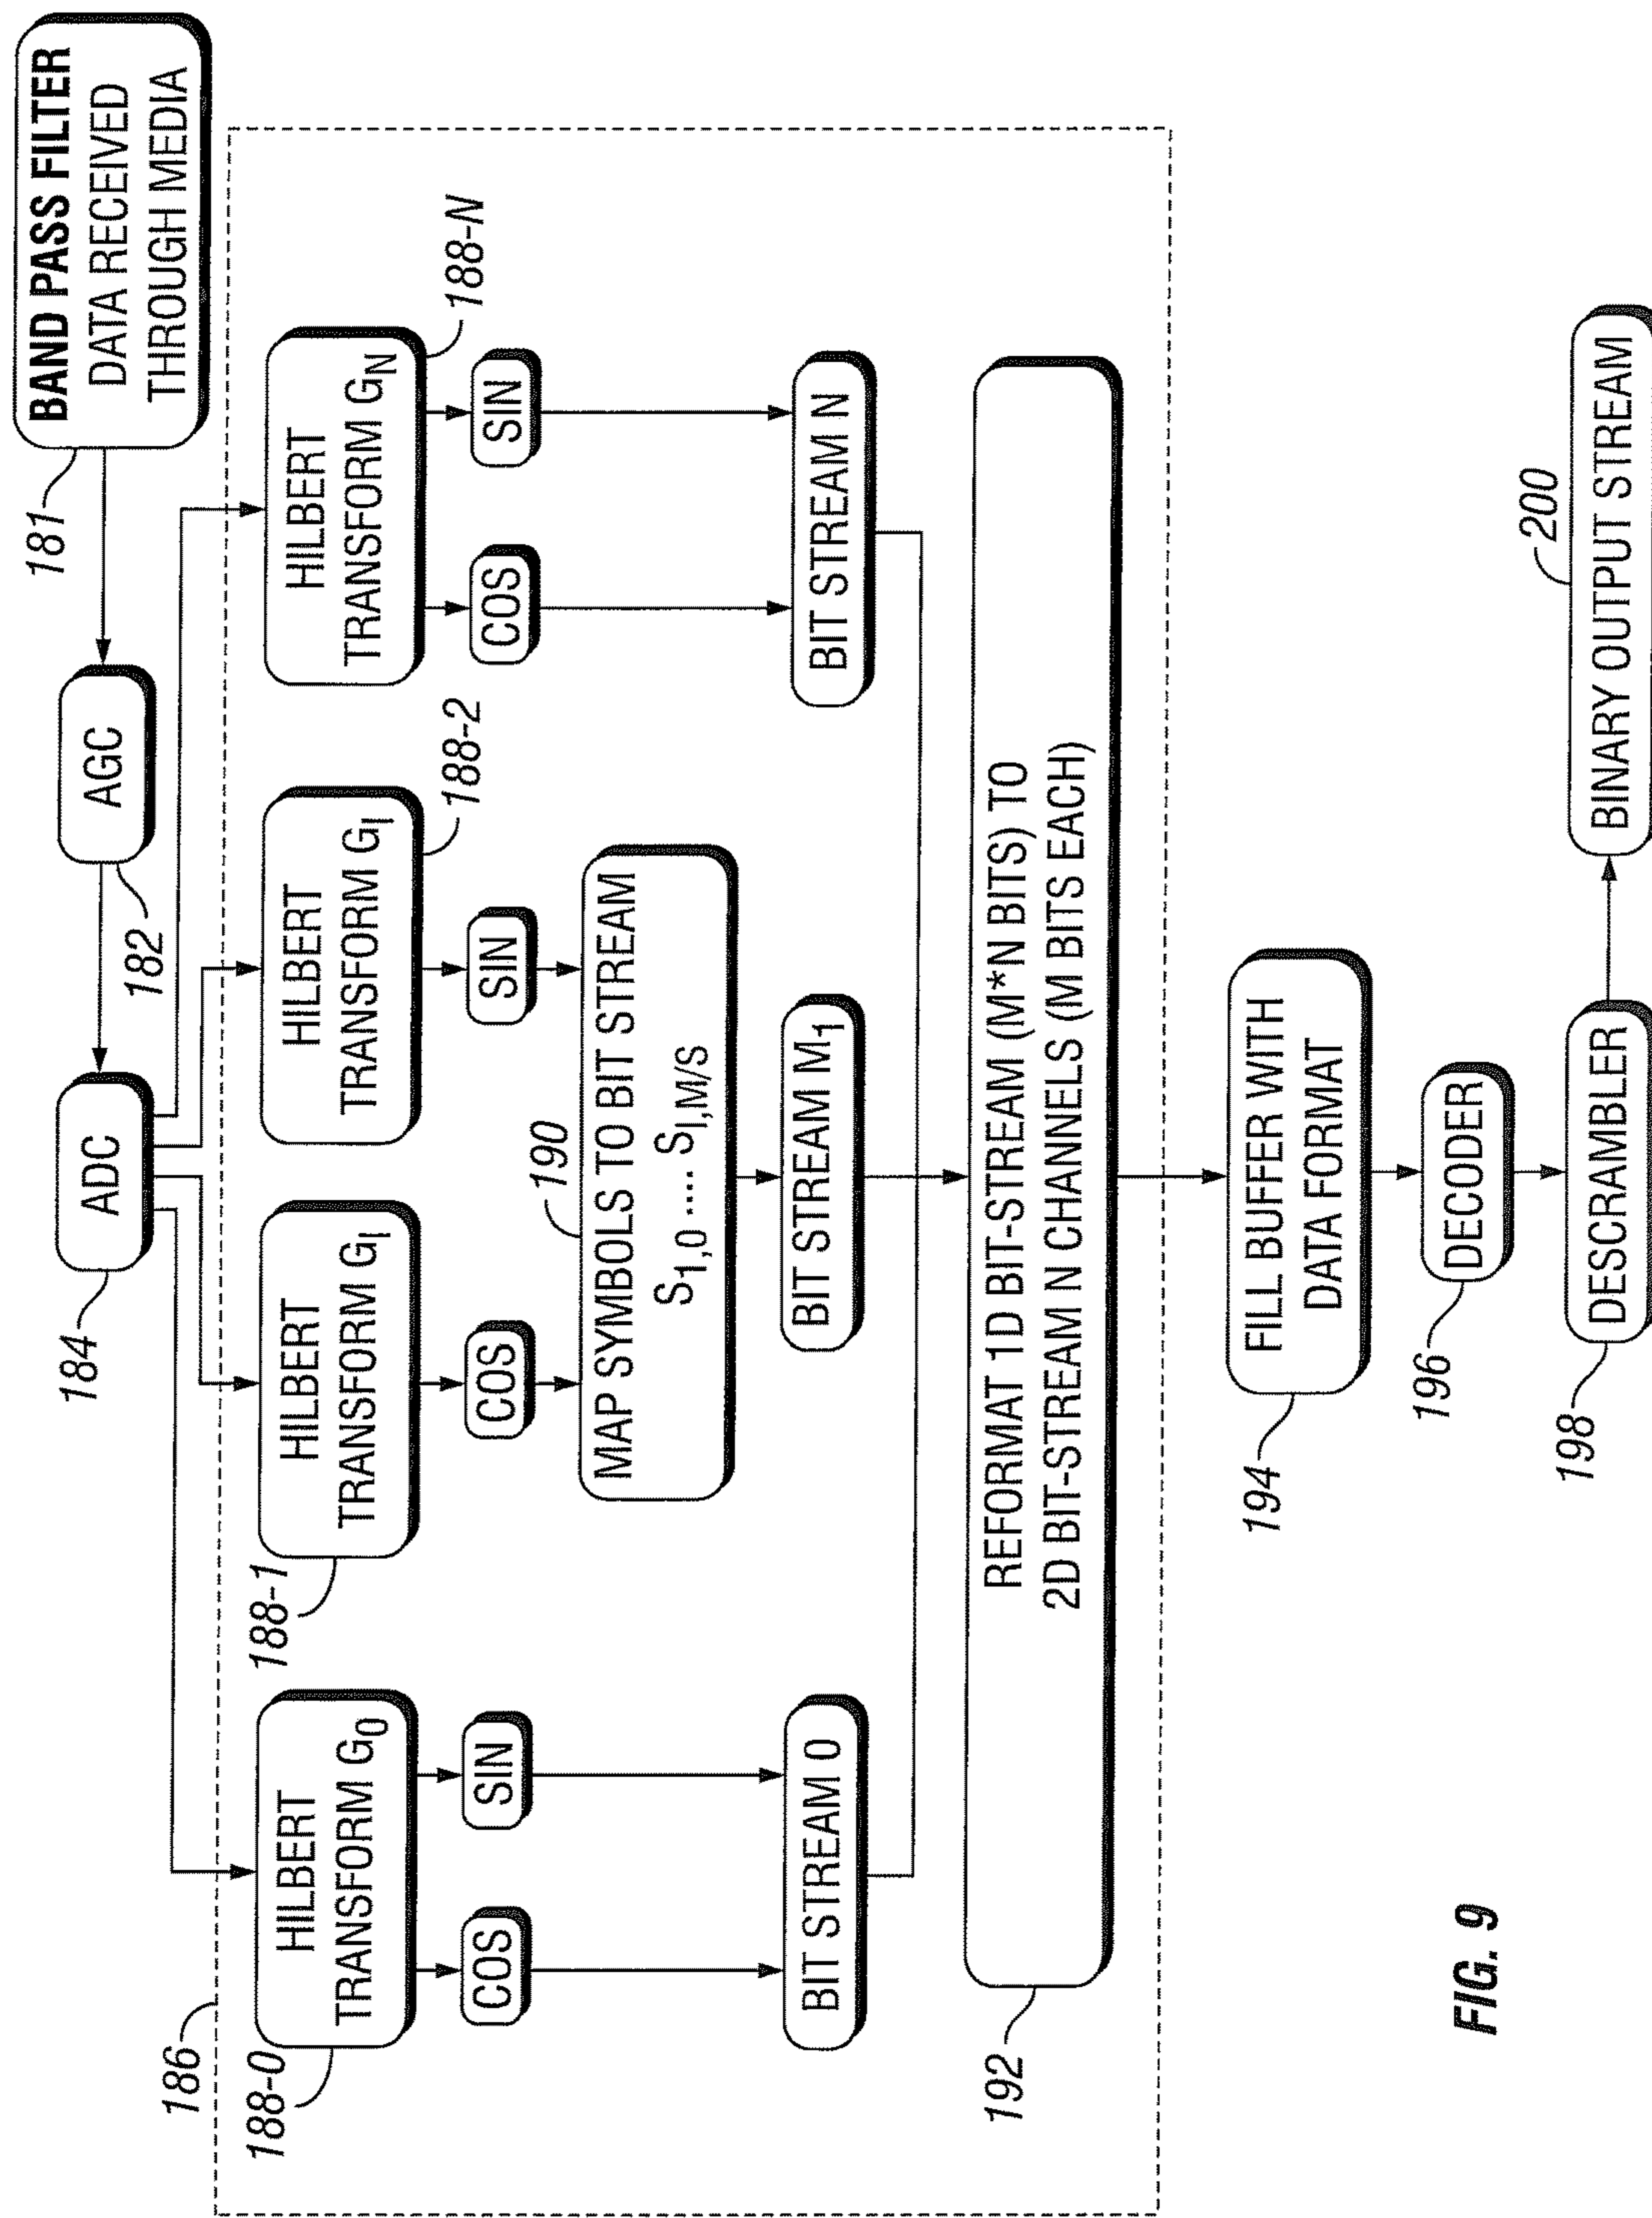 181
BAND PASS FILTER
DATA RECEIVED
THROUGH MEDIA
AGC
182
ADC
184
186
188-0
HILBERT
TRANSFORM G0
188-1
HILBERT
TRANSFORM GI
HILBERT
TRANSFORM GI
188-2
HILBERT
TRANSFORM GN
188-N
COS
SIN
COS
SIN
COS
SIN
190
MAP SYMBOLS TO BIT STREAM
S1,0 .... SI,M/S
BIT STREAM 0
BIT STREAM M1
BIT STREAM N
192
REFORMAT 1D BIT-STREAM (M*N BITS) TO
2D BIT-STREAM N CHANNELS (M BITS EACH)
194
FILL BUFFER WITH
DATA FORMAT
196
DECODER
198
DESCRAMBLER
200
BINARY OUTPUT STREAM
FIG. 9